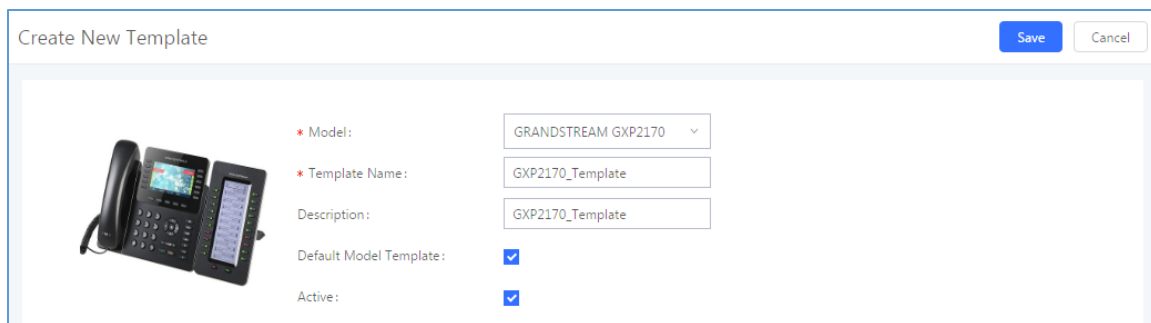 Create New Template
Save
Cancel
* Model:
GRANDSTREAM GXP2170
* Template Name:
GXP2170_Template
Description:
GXP2170_Template
Default Model Template:
Active: